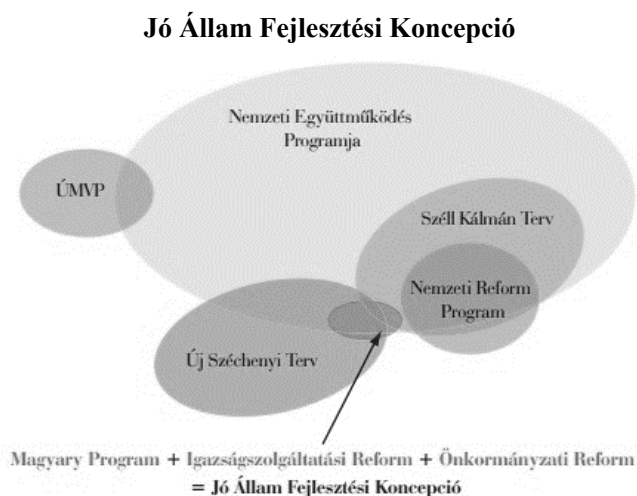 Jó Állam Fejlesztési Koncepció
Nemzeti Együttműködés
Programja
ÚMVP
Széll Kálmán Terv
Nemzeti Reform
Program
Új Széchenyi Terv
Magyary Program + Igazságszolgáltatási Reform + Önkormányzati Reform
= Jó Állam Fejlesztési Koncepció